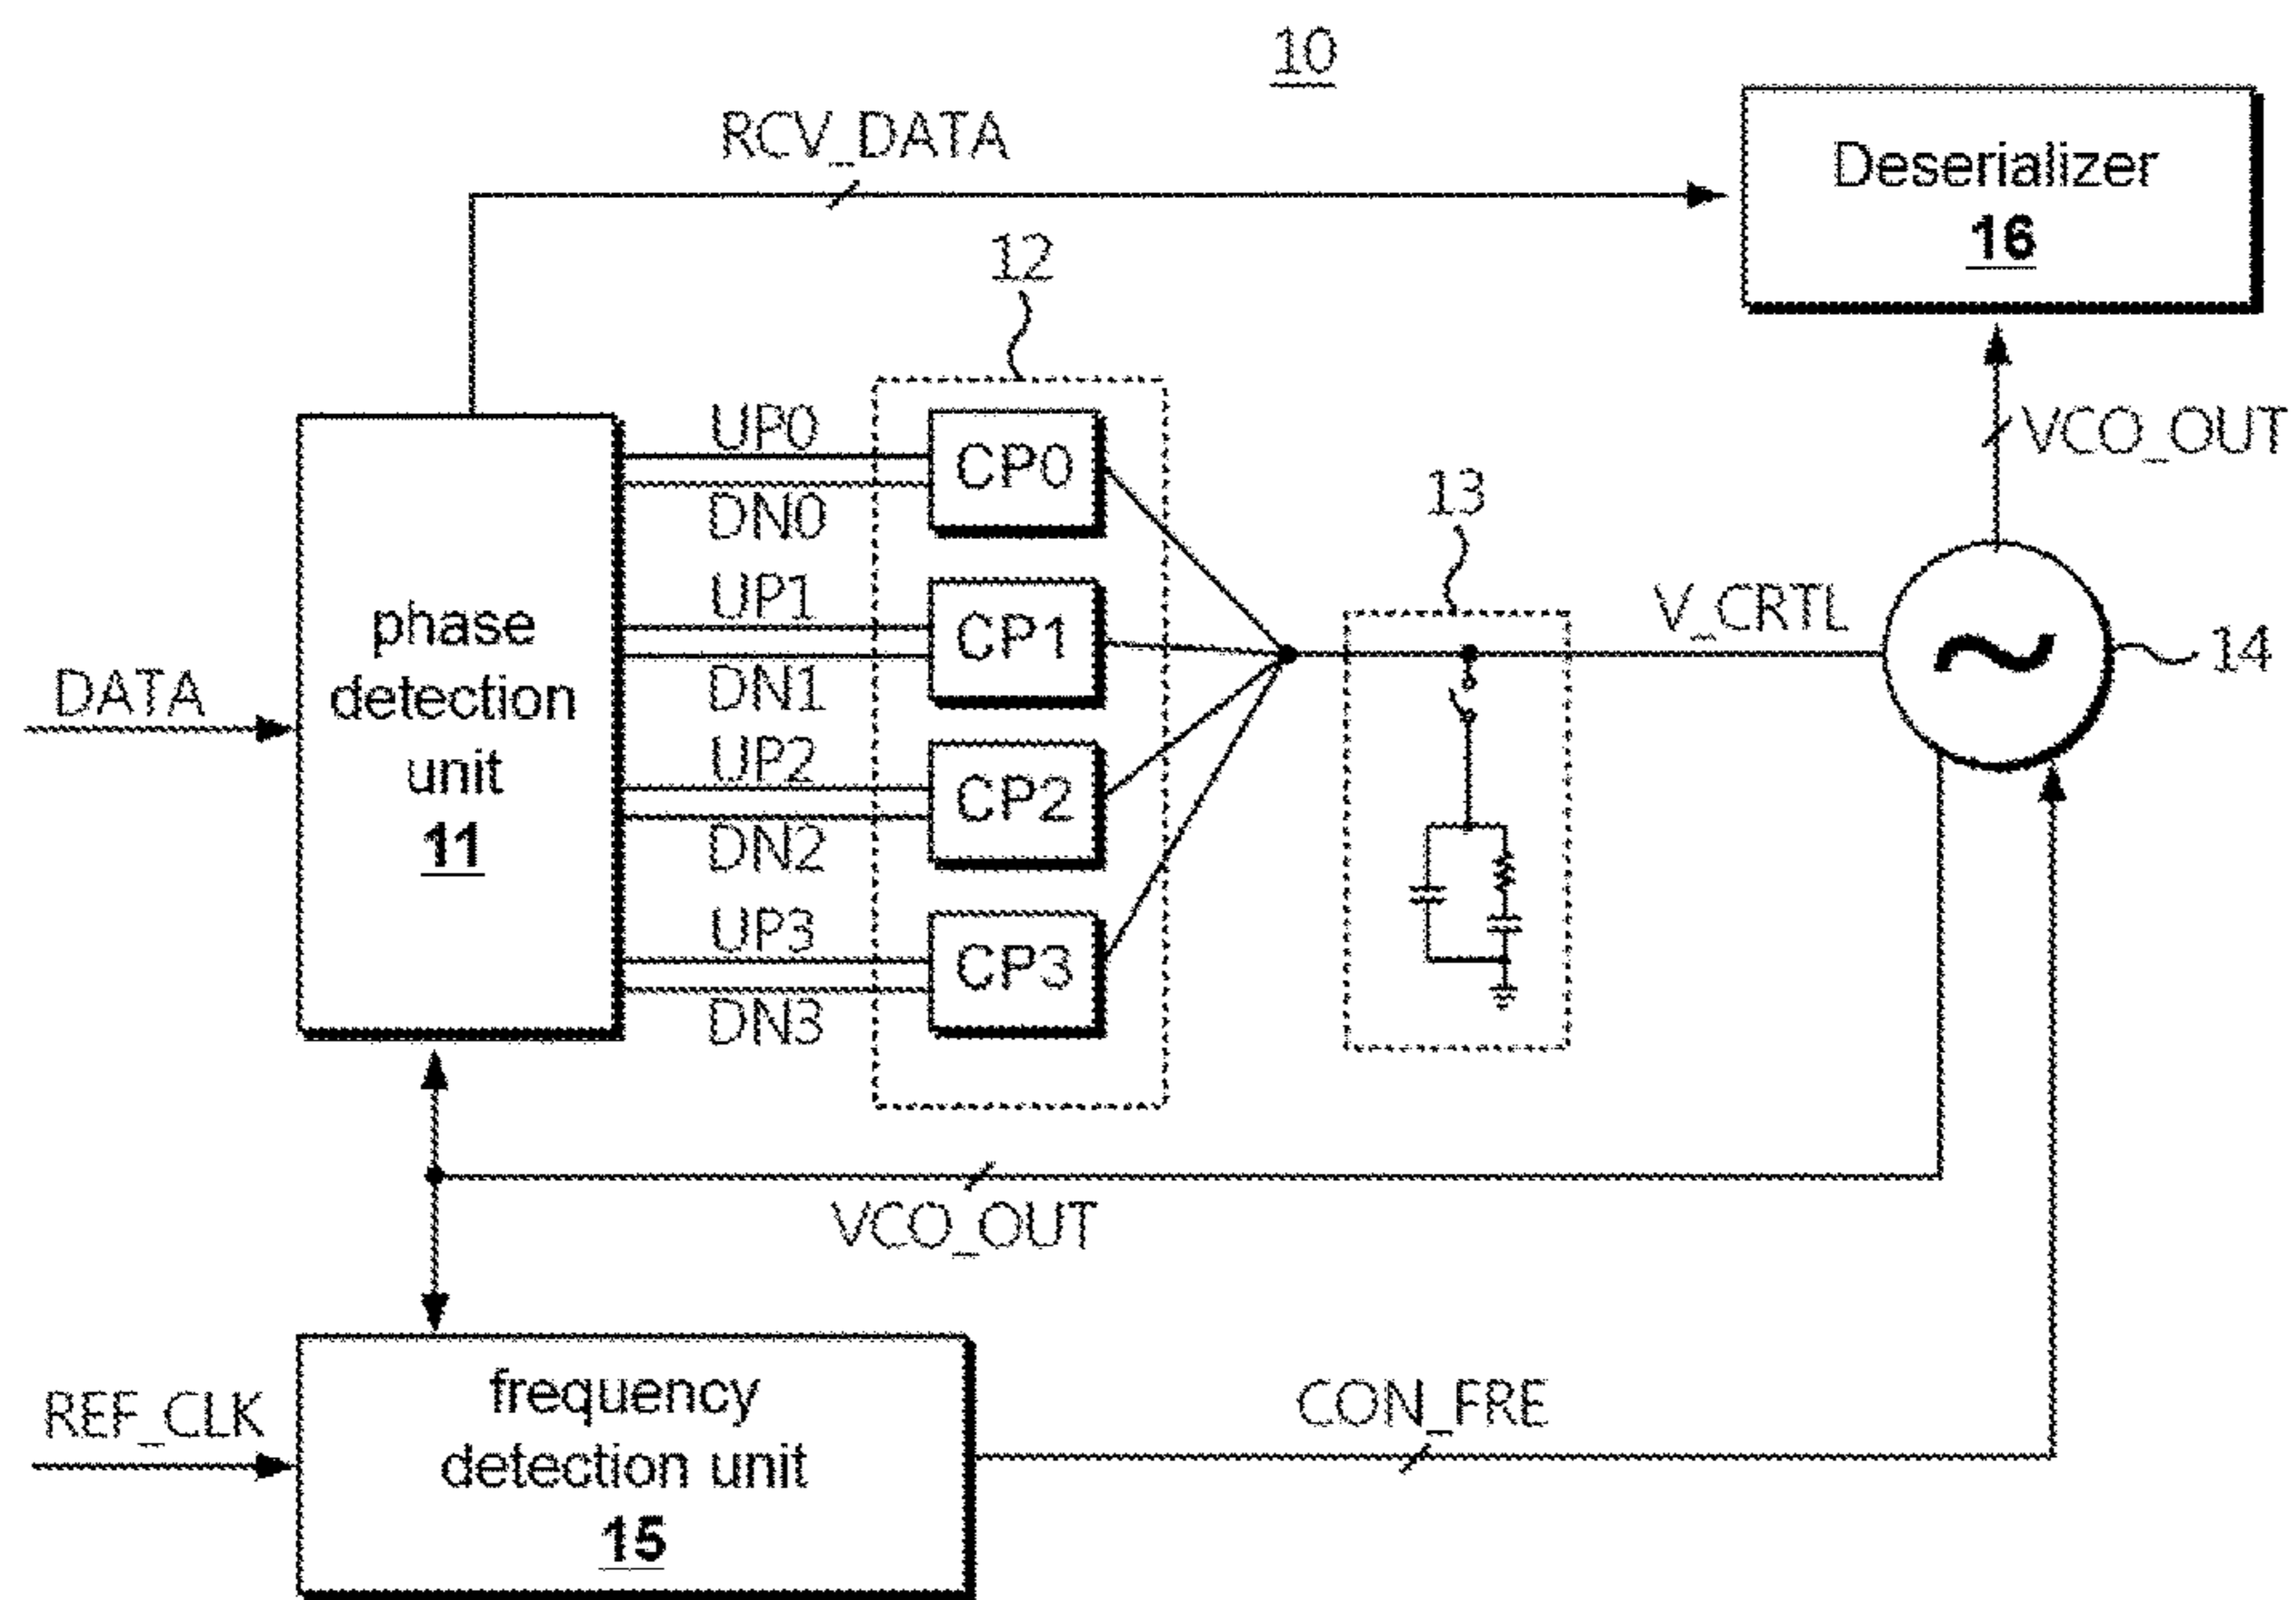 10
RCV_DATA
Deserializer
16
12
VCO_OUT
UP0
CP0
DN0
13
UP1
CP1
DN1
V_CRTL
14
phase
detection
unit
11
DATA
UP2
CP2
DN2
UP3
CP3
DN3
VCO_OUT
REF_CLK
frequency
detection unit
15
CON_FRE